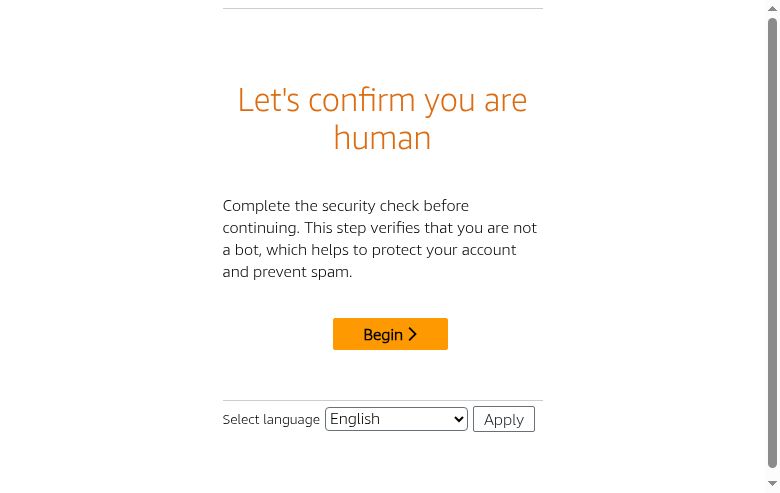 Let's confirm you are
human
Complete the security check before
continuing. This step verifies that you are not
a bot, which helps to protect your account
and prevent spam.
Begin
Select language English Apply